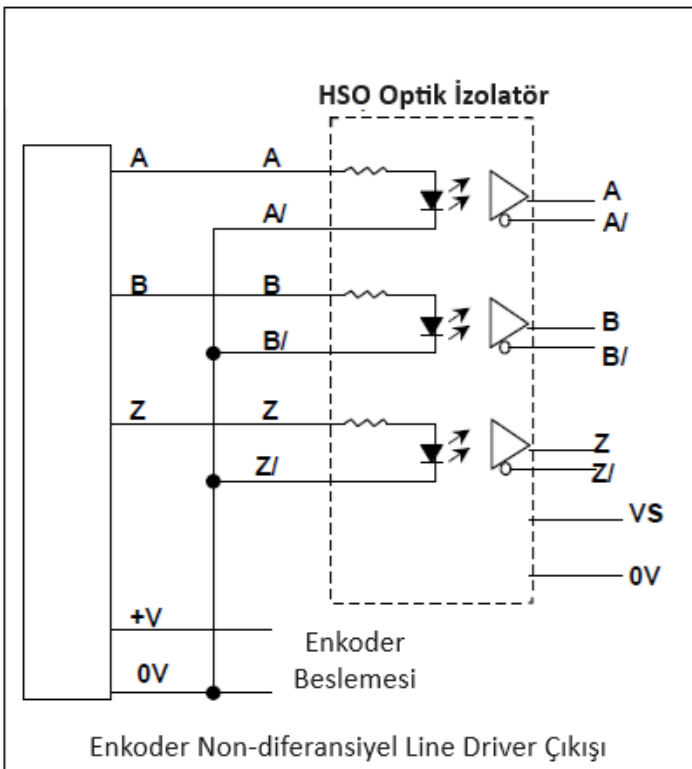 HSO Optik İzolatör
A A
A/
A
A/
B B
B/
B
B/
Z Z
Z/
Z
Z/
VS
0V
+V
0V
Enkoder
Beslemesi
Enkoder Non-diferansiyel Line Driver Çıkışı